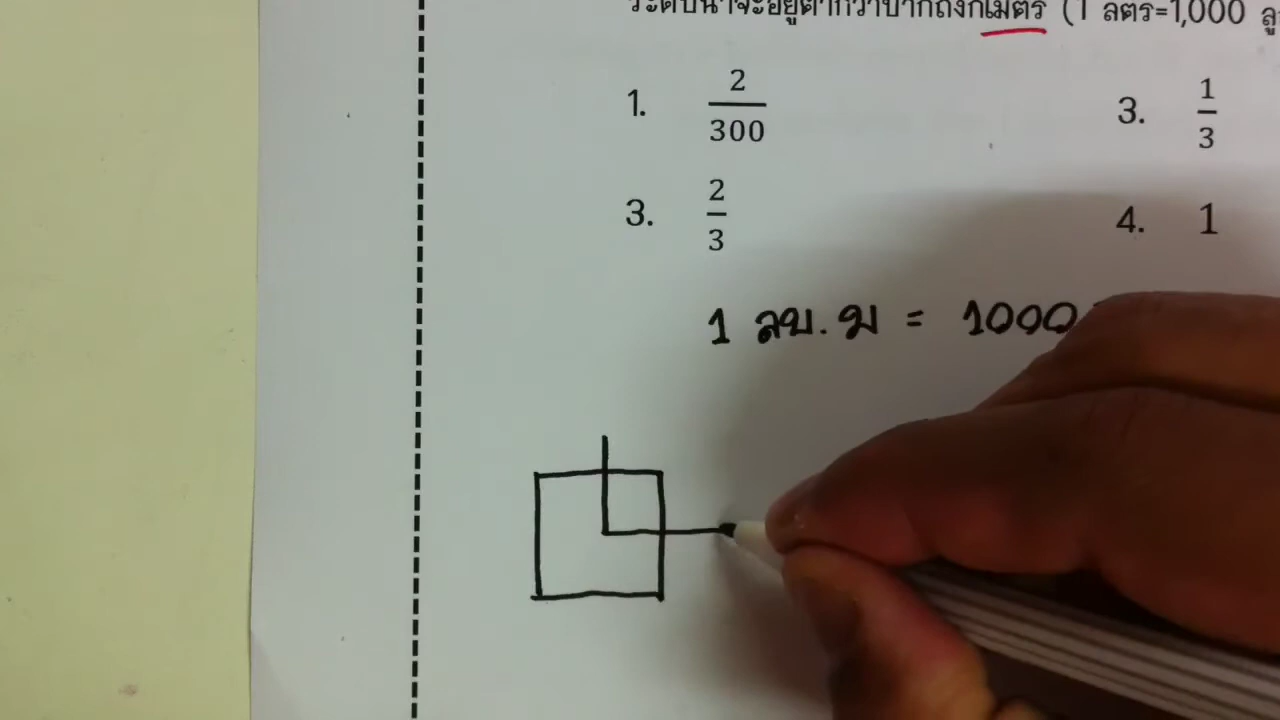 ระดับน้ำจะอยู่ต่ำกว่าปากถังกี่เมตร (1 ลิตร=1,000
1. 2/300
3. 1/3
3. 2/3
4. 1
1 ลบ.ม = 1000